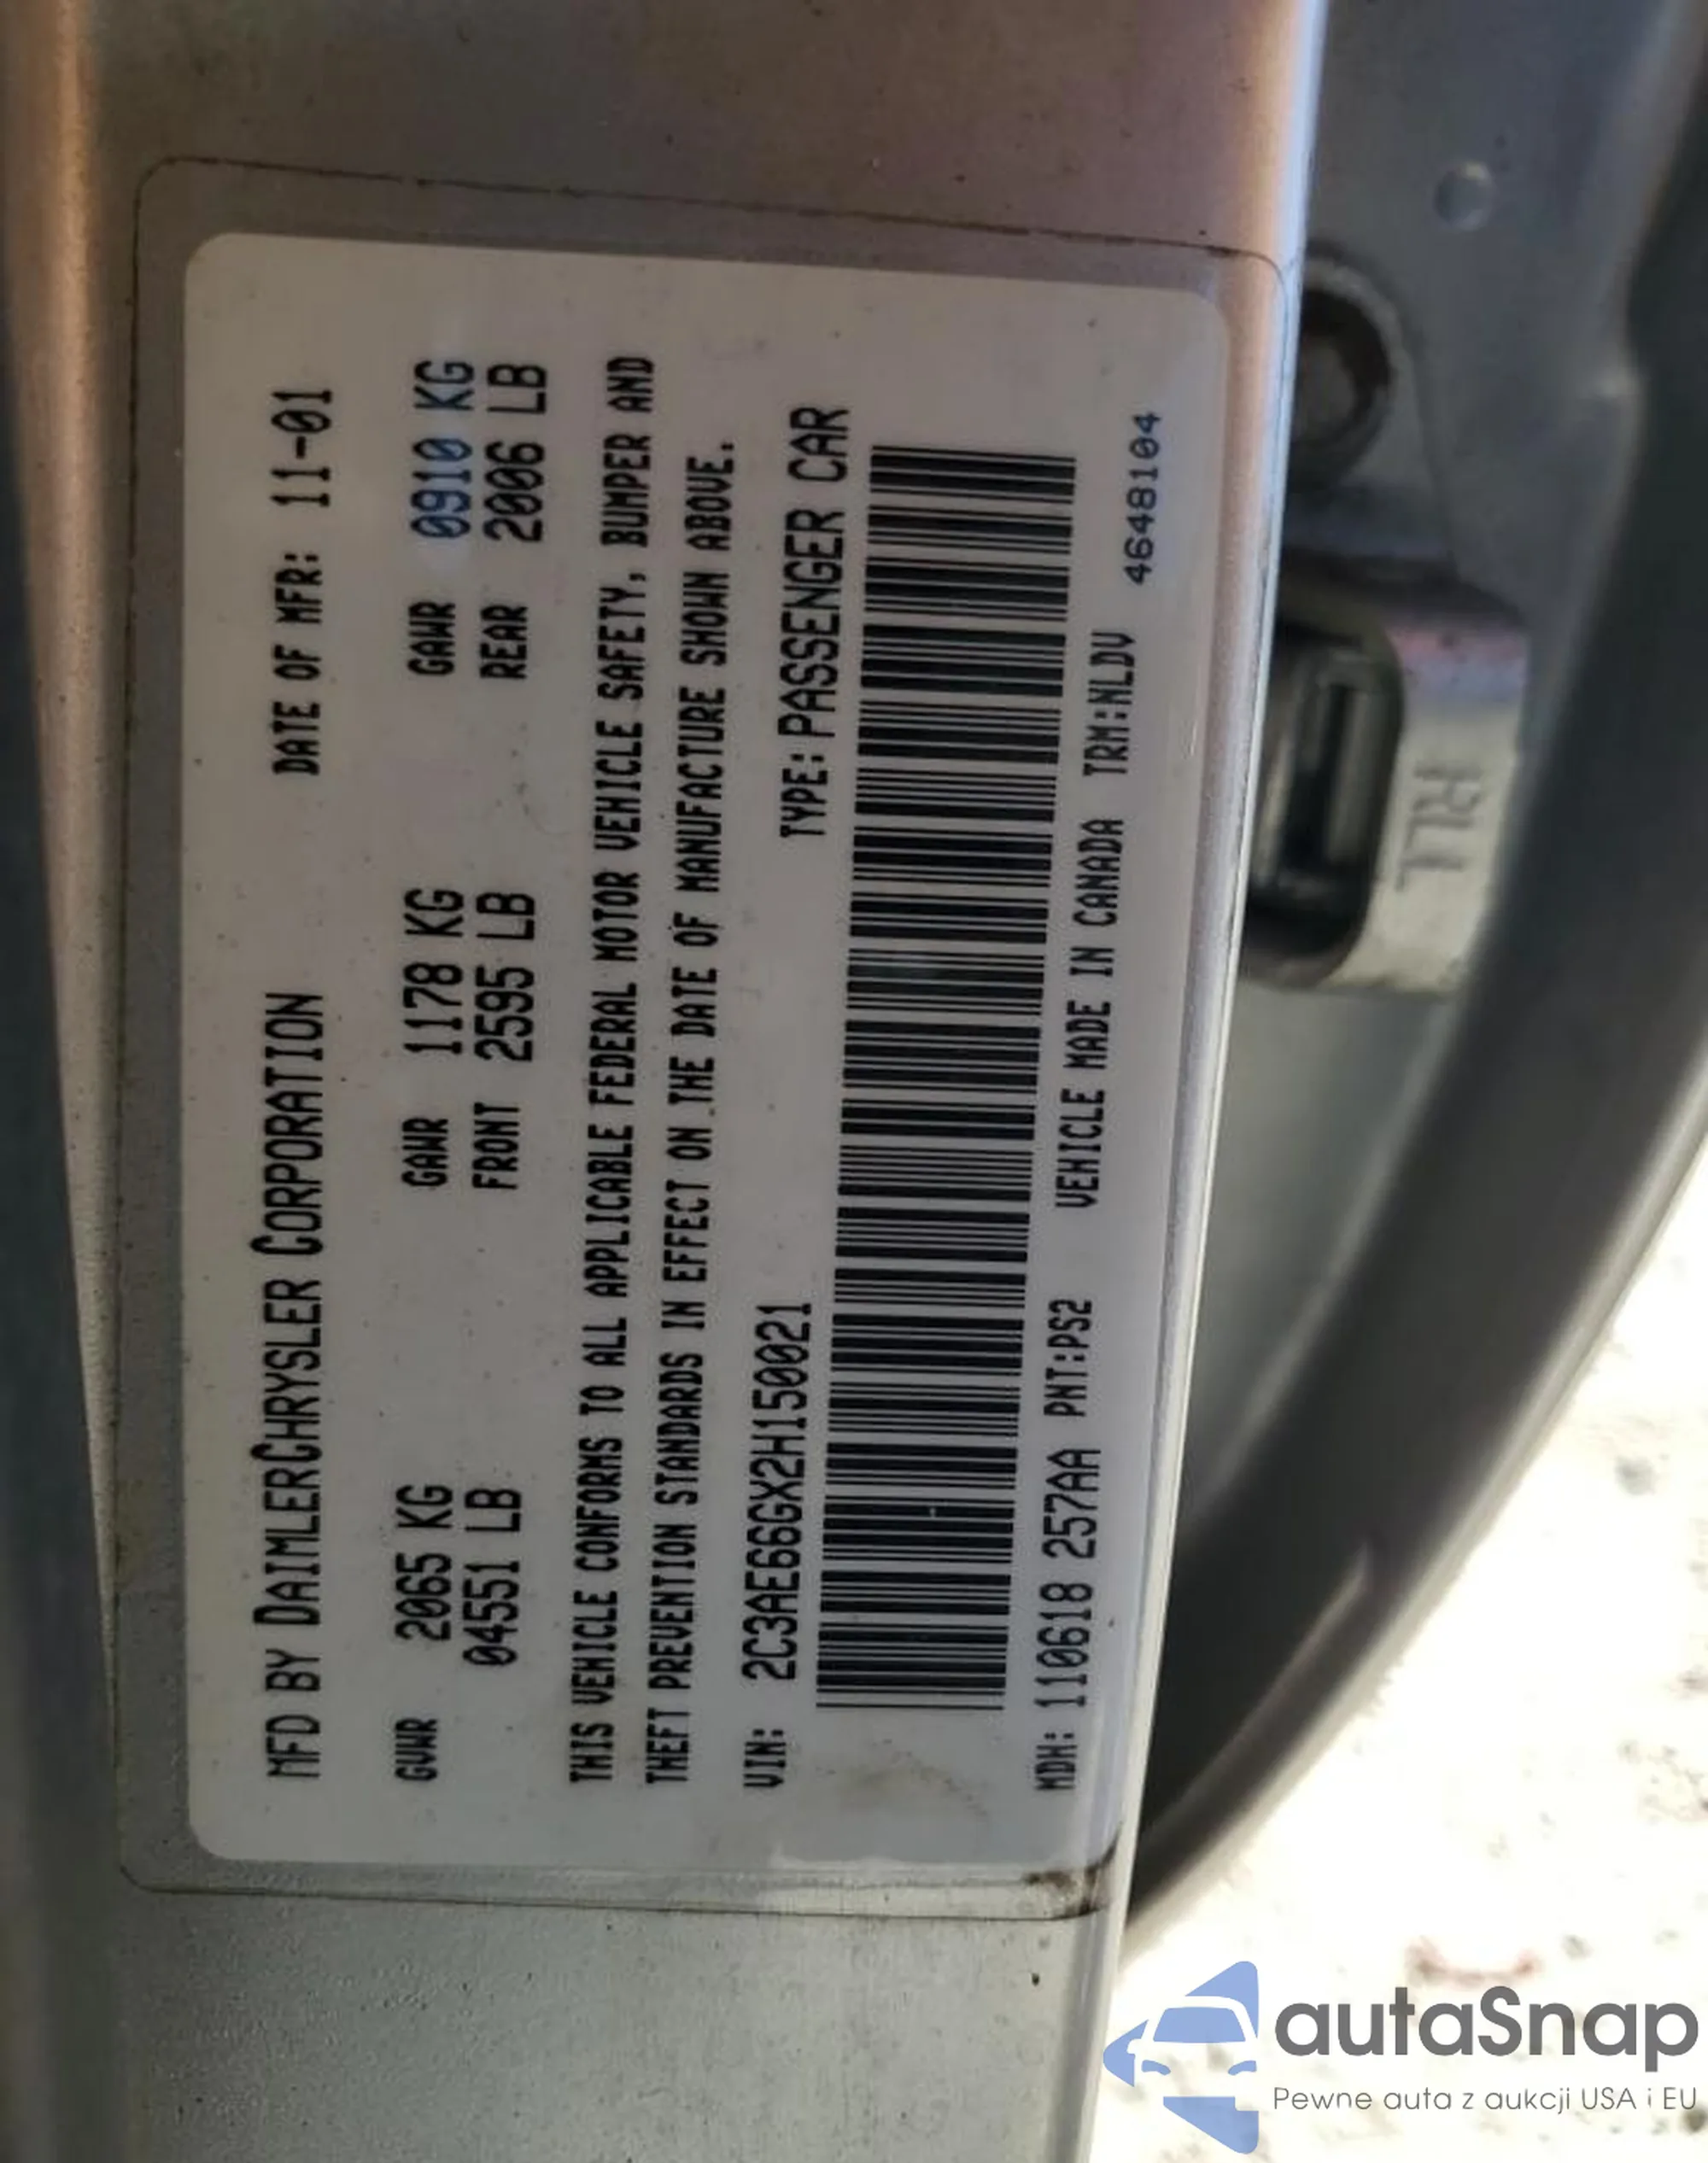 MFD BY DAIMLERCHRYSLER CORPORATION DATE OF MFR: 11-01
GVWR 2065 KG GAWR 1178 KG GAWR 0910 KG
04551 LB FRONT 2595 LB REAR 2006 LB
THIS VEHICLE CONFORMS TO ALL APPLICABLE FEDERAL MOTOR VEHICLE SAFETY, BUMPER AND
THEFT PREVENTION STANDARDS IN EFFECT ON THE DATE OF MANUFACTURE SHOWN ABOVE.
VIN: 2C3AE66GX2H150021 TYPE: PASSENGER CAR
MDH: 110618 257AA PNT:PS2 VEHICLE MADE IN CANADA TRM:NLDV 4648104
RLL
autaSnap
Pewne auta z aukcji USA i EU